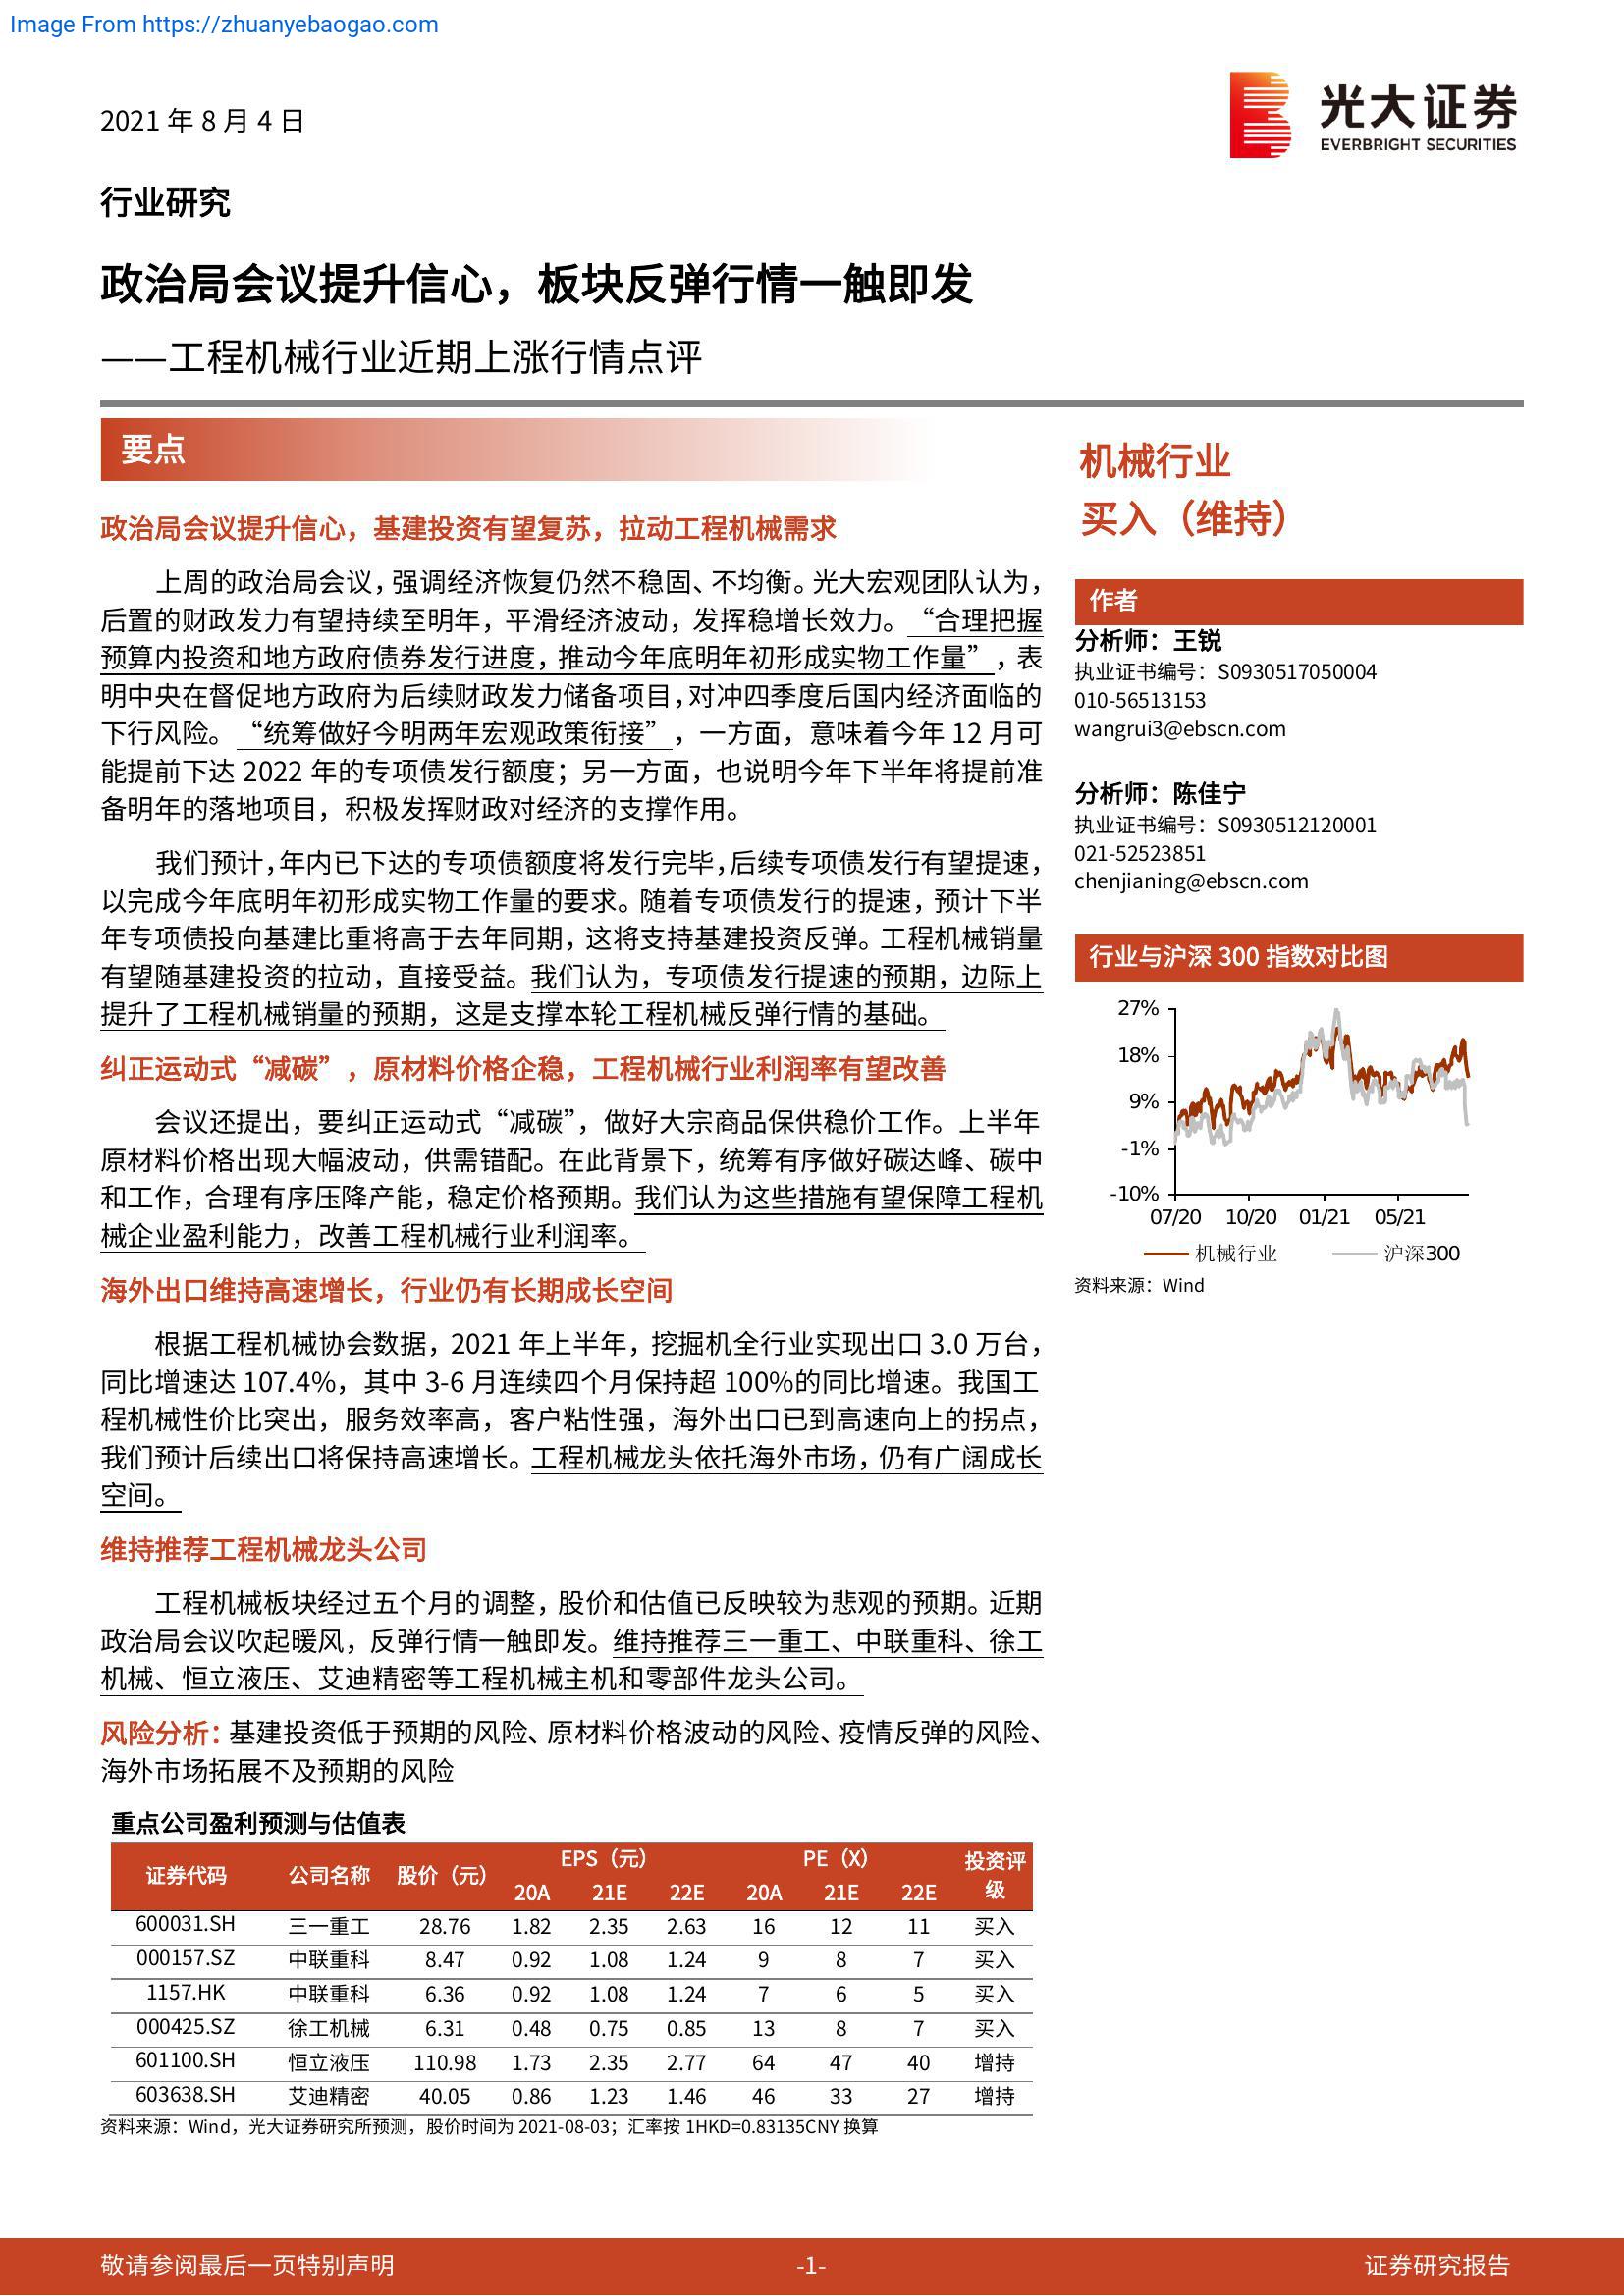 Image From https://zhuanyebaogao.com
2021 年 8 月 4 日
光大证券
EVERBRIGHT SECURITIES
行业研究
政治局会议提升信心，板块反弹行情一触即发
——工程机械行业近期上涨行情点评
要点
政治局会议提升信心，基建投资有望复苏，拉动工程机械需求
上周的政治局会议，强调经济恢复仍然不稳固、不均衡。光大宏观团队认为，
后置的财政发力有望持续至明年，平滑经济波动，发挥稳增长效力。“合理把握
预算内投资和地方政府债券发行进度，推动今年底明年初形成实物工作量”，表
明中央在督促地方政府为后续财政发力储备项目，对冲四季度后国内经济面临的
下行风险。“统筹做好今明两年宏观政策衔接”，一方面，意味着今年 12 月可
能提前下达 2022 年的专项债发行额度；另一方面，也说明今年下半年将提前准
备明年的落地项目，积极发挥财政对经济的支撑作用。
我们预计，年内已下达的专项债额度将发行完毕，后续专项债发行有望提速，
以完成今年底明年初形成实物工作量的要求。随着专项债发行的提速，预计下半
年专项债投向基建比重将高于去年同期，这将支持基建投资反弹。工程机械销量
有望随基建投资的拉动，直接受益。我们认为，专项债发行提速的预期，边际上
提升了工程机械销量的预期，这是支撑本轮工程机械反弹行情的基础。
纠正运动式“减碳”，原材料价格企稳，工程机械行业利润率有望改善
会议还提出，要纠正运动式“减碳”，做好大宗商品保供稳价工作。上半年
原材料价格出现大幅波动，供需错配。在此背景下，统筹有序做好碳达峰、碳中
和工作，合理有序压降产能，稳定价格预期。我们认为这些措施有望保障工程机
械企业盈利能力，改善工程机械行业利润率。
海外出口维持高速增长，行业仍有长期成长空间
根据工程机械协会数据，2021 年上半年，挖掘机全行业实现出口 3.0 万台，
同比增速达 107.4%，其中 3-6 月连续四个月保持超 100%的同比增速。我国工
程机械性价比突出，服务效率高，客户粘性强，海外出口已到高速向上的拐点，
我们预计后续出口将保持高速增长。工程机械龙头依托海外市场，仍有广阔成长
空间。
维持推荐工程机械龙头公司
工程机械板块经过五个月的调整，股价和估值已反映较为悲观的预期。近期
政治局会议吹起暖风，反弹行情一触即发。维持推荐三一重工、中联重科、徐工
机械、恒立液压、艾迪精密等工程机械主机和零部件龙头公司。
风险分析：基建投资低于预期的风险、原材料价格波动的风险、疫情反弹的风险、
海外市场拓展不及预期的风险
重点公司盈利预测与估值表
证券代码 公司名称 股价（元） EPS（元） PE（X） 投资评级
20A 21E 22E 20A 21E 22E
600031.SH 三一重工 28.76 1.82 2.35 2.63 16 12 11 买入
000157.SZ 中联重科 8.47 0.92 1.08 1.24 9 8 7 买入
1157.HK 中联重科 6.36 0.92 1.08 1.24 7 6 5 买入
000425.SZ 徐工机械 6.31 0.48 0.75 0.85 13 8 7 买入
601100.SH 恒立液压 110.98 1.73 2.35 2.77 64 47 40 增持
603638.SH 艾迪精密 40.05 0.86 1.23 1.46 46 33 27 增持
资料来源：Wind，光大证券研究所预测，股价时间为 2021-08-03；汇率按 1HKD=0.83135CNY 换算
机械行业
买入（维持）
作者
分析师：王锐
执业证书编号：S0930517050004
010-56513153
wangrui3@ebscn.com
分析师：陈佳宁
执业证书编号：S0930512120001
021-52523851
chenjianing@ebscn.com
行业与沪深 300 指数对比图
27%
18%
9%
-1%
-10%
07/20 10/20 01/21 05/21
机械行业 沪深300
资料来源：Wind
敬请参阅最后一页特别声明 -1- 证券研究报告